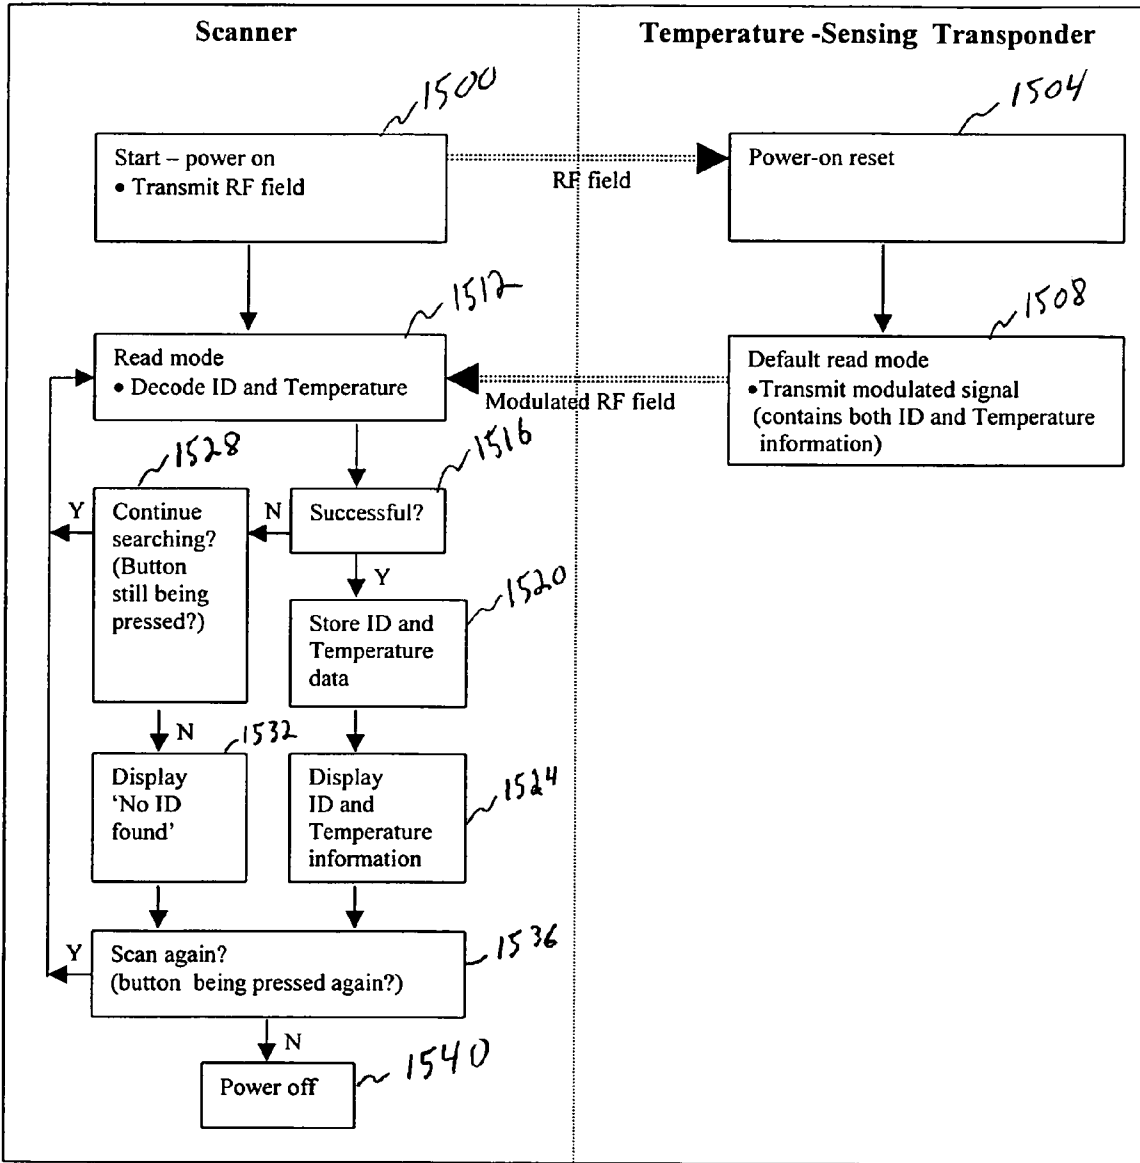 Scanner
Temperature -Sensing Transponder
1500
1504
Start – power on
• Transmit RF field
RF field
Power-on reset
1512
1508
Read mode
• Decode ID and Temperature
Modulated RF field
Default read mode
•Transmit modulated signal
(contains both ID and Temperature
information)
1528
1516
Y
Continue
searching?
(Button
still being
pressed?)
N
Successful?
Y
1520
Store ID and
Temperature
data
N
1532
Display
‘No ID
found’
1524
Display
ID and
Temperature
information
Y
1536
Scan again?
(button being pressed again?)
N
1540
Power off